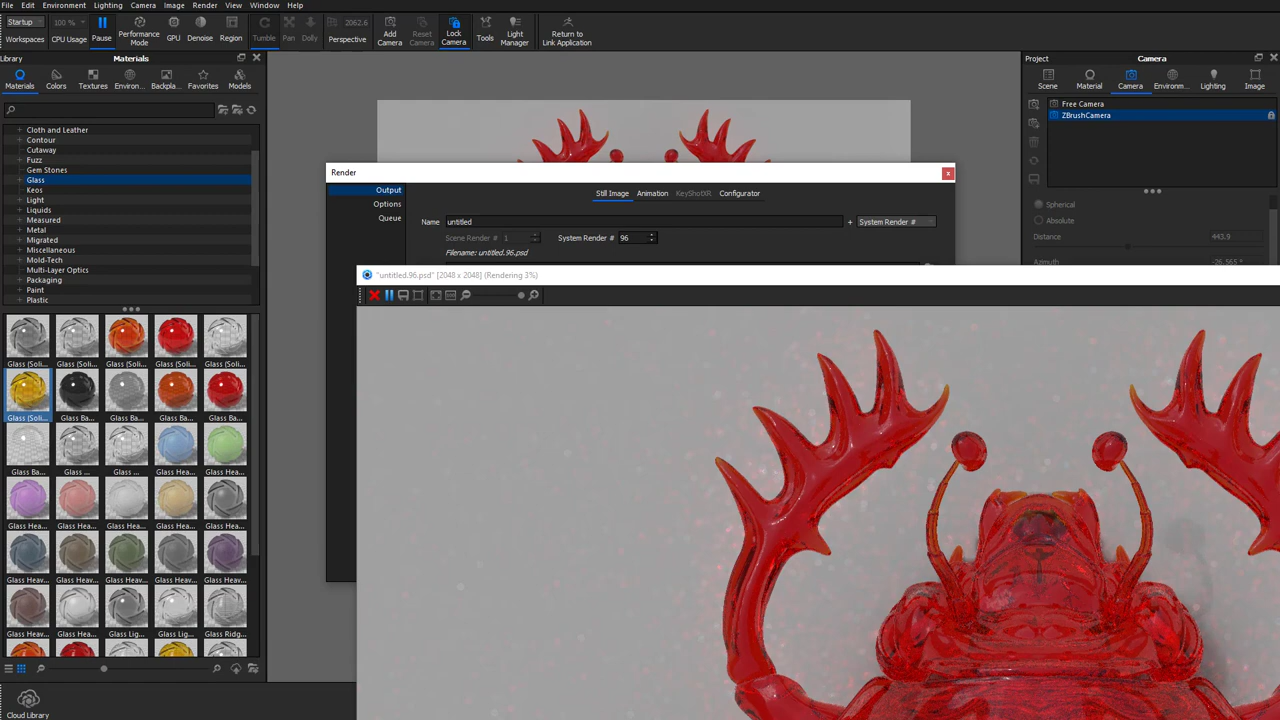 File Edit Environment Lighting Camera Image Render View Window Help
Startup 100 % 2062.6
Workspaces CPU Usage Pause Performance Mode GPU Denoise Region Tumble Pan Dolly Perspective Add Camera Reset Camera Lock Camera Tools Light Manager Return to Link Application
Library Materials
Materials Colors Textures Environ... Backpla... Favorites Models
Cloth and Leather
Contour
Cutaway
Fuzz
Gem Stones
Glass
Keos
Light
Liquids
Measured
Metal
Migrated
Miscellaneous
Mold-Tech
Multi-Layer Optics
Packaging
Paint
Plastic
Glass (Soli... Glass (Soli... Glass (Soli... Glass (Soli... Glass (Soli...
Glass (Soli... Glass Ba... Glass Ba... Glass Ba... Glass Ba...
Glass Ba... Glass ... Glass ... Glass Hea... Glass Hea...
Glass Hea... Glass Hea... Glass Hea... Glass Hea... Glass Heav...
Glass Heav... Glass Heav... Glass Heav... Glass Heav... Glass Heav...
Glass Heav... Glass Hea... Glass Lig... Glass Lig... Glass Ridg...
Cloud Library
Render
Output
Options
Queue
Still Image Animation KeyShotXR Configurator
Name untitled + System Render #
Scene Render # 1 System Render # 96
Filename: untitled.96.psd
"untitled.96.psd" [2048 x 2048] (Rendering 3%)
100
Project Camera
Scene Material Camera Environm... Lighting Image
Free Camera
ZBrushCamera
Spherical
Absolute
Distance 443.9
Azimuth -26.565 °